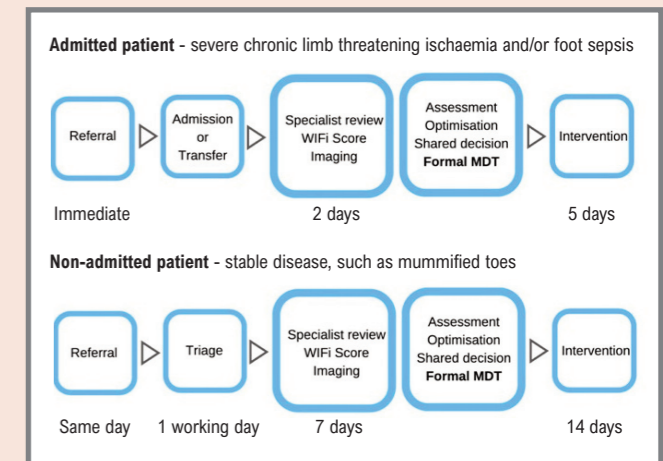 Admitted patient - severe chronic limb threatening ischaemia and/or foot sepsis
Referral
Admission
or
Transfer
Specialist review
WIFi Score
Imaging
Assessment
Optimisation
Shared decision
Formal MDT
Intervention
Immediate
2 days
5 days
Non-admitted patient - stable disease, such as mummified toes
Referral
Triage
Specialist review
WIFi Score
Imaging
Assessment
Optimisation
Shared decision
Formal MDT
Intervention
Same day
1 working day
7 days
14 days